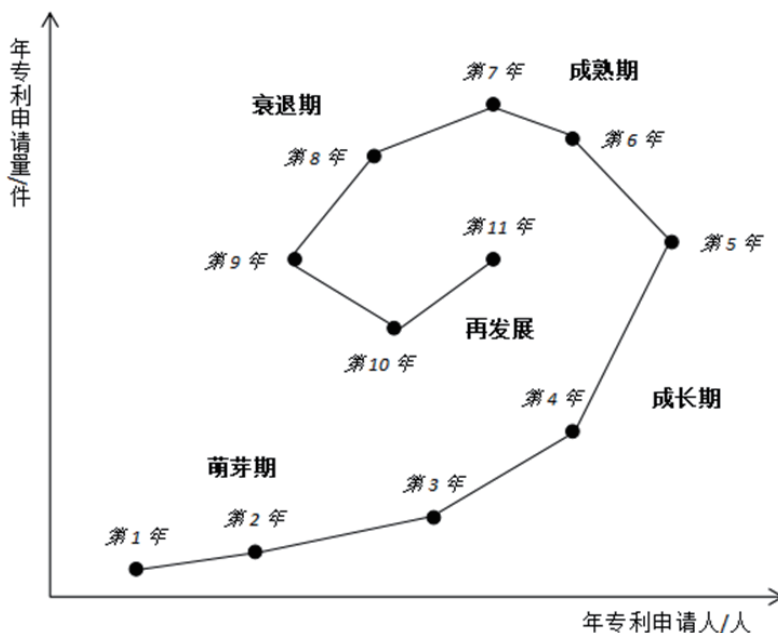 年专利申请量/件
第7年
成熟期
衰退期
第6年
第8年
第11年
第5年
第9年
再发展
第10年
第4年
成长期
萌芽期
第3年
第2年
第1年
年专利申请人/人